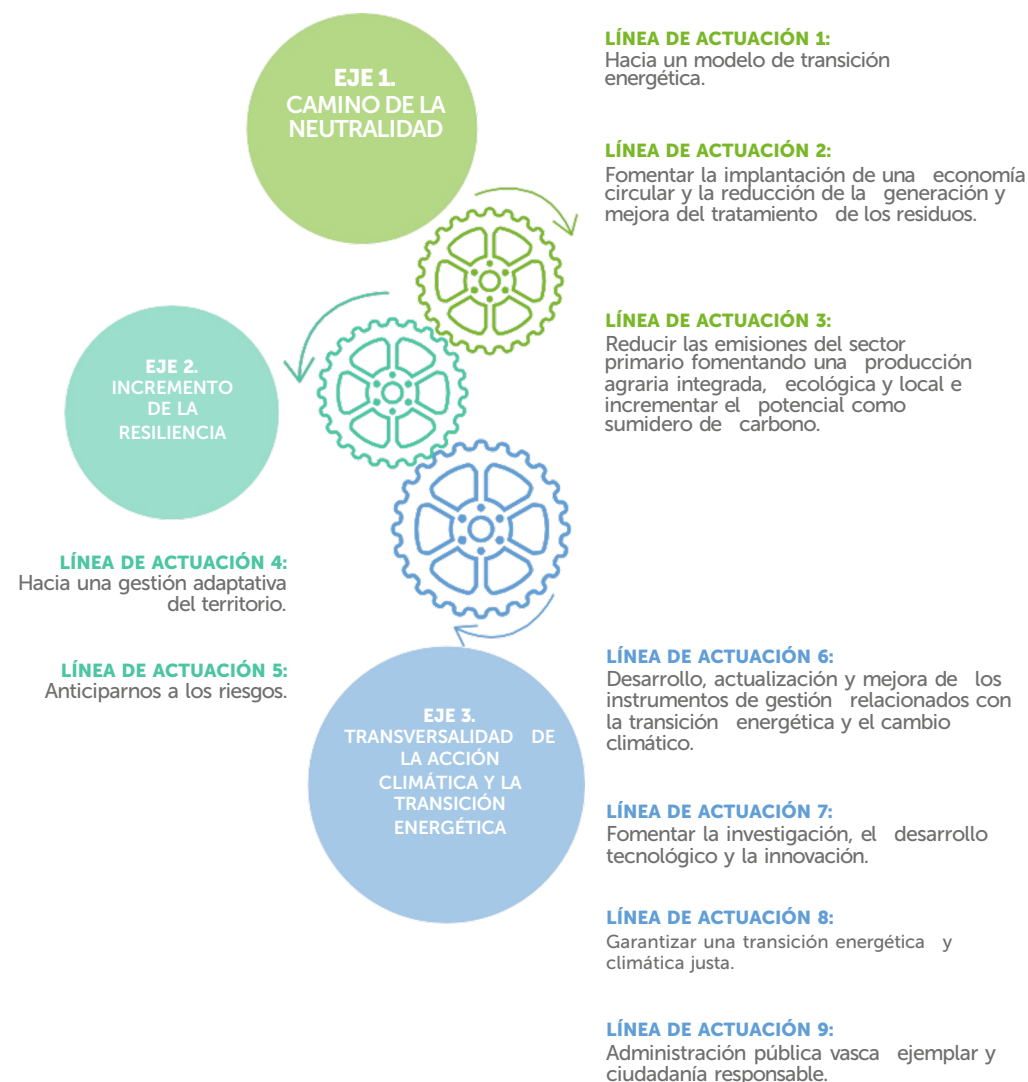 EJE 1.
CAMINO DE LA
NEUTRALIDAD
LÍNEA DE ACTUACIÓN 1:
Hacia un modelo de transición
energética.
LÍNEA DE ACTUACIÓN 2:
Fomentar la implantación de una economía
circular y la reducción de la generación y
mejora del tratamiento de los residuos.
LÍNEA DE ACTUACIÓN 3:
Reducir las emisiones del sector
primario fomentando una producción
agraria integrada, ecológica y local e
incrementar el potencial como
sumidero de carbono.
EJE 2.
INCREMENTO
DE LA
RESILIENCIA
LÍNEA DE ACTUACIÓN 4:
Hacia una gestión adaptativa
del territorio.
LÍNEA DE ACTUACIÓN 5:
Anticiparnos a los riesgos.
EJE 3.
TRANSVERSALIDAD DE
LA ACCIÓN
CLIMÁTICA Y LA
TRANSICIÓN
ENERGÉTICA
LÍNEA DE ACTUACIÓN 6:
Desarrollo, actualización y mejora de los
instrumentos de gestión relacionados con
la transición energética y el cambio
climático.
LÍNEA DE ACTUACIÓN 7:
Fomentar la investigación, el desarrollo
tecnológico y la innovación.
LÍNEA DE ACTUACIÓN 8:
Garantizar una transición energética y
climática justa.
LÍNEA DE ACTUACIÓN 9:
Administración pública vasca ejemplar y
ciudadanía responsable.